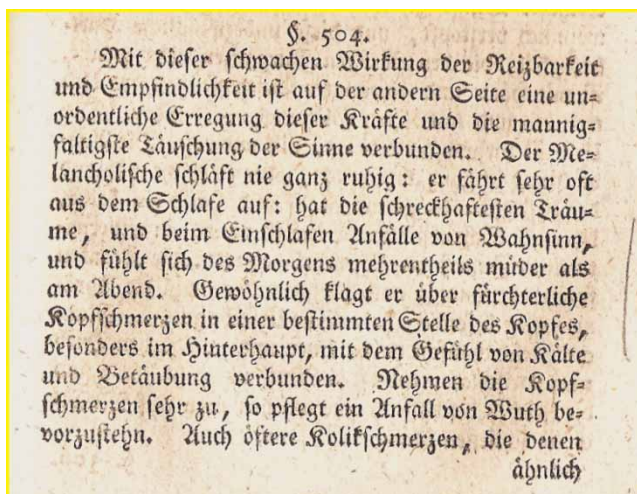 §. 504.
Mit dieser schwachen Wirkung der Reizbarkeit
und Empfindlichkeit ist auf der andern Seite eine un=
ordentliche Erregung dieser Kräfte und die mannig=
faltigste Täuschung der Sinne verbunden. Der Me=
lancholische schläft nie ganz ruhig: er fährt sehr oft
aus dem Schlafe auf: hat die schreckhaftesten Träu=
me, und beim Einschlafen Anfälle von Wahnsinn,
und fühlt sich des Morgens mehrentheils müder als
am Abend. Gewöhnlich klagt er über fürchterliche
Kopfschmerzen in einer bestimmten Stelle des Kopfes,
besonders im Hinterhaupt, mit dem Gefühl von Kälte
und Betäubung verbunden. Nehmen die Kopf=
schmerzen sehr zu, so pflegt ein Anfall von Wuth be=
vorzustehn. Auch öftere Kolikschmerzen, die denen
ähnlich